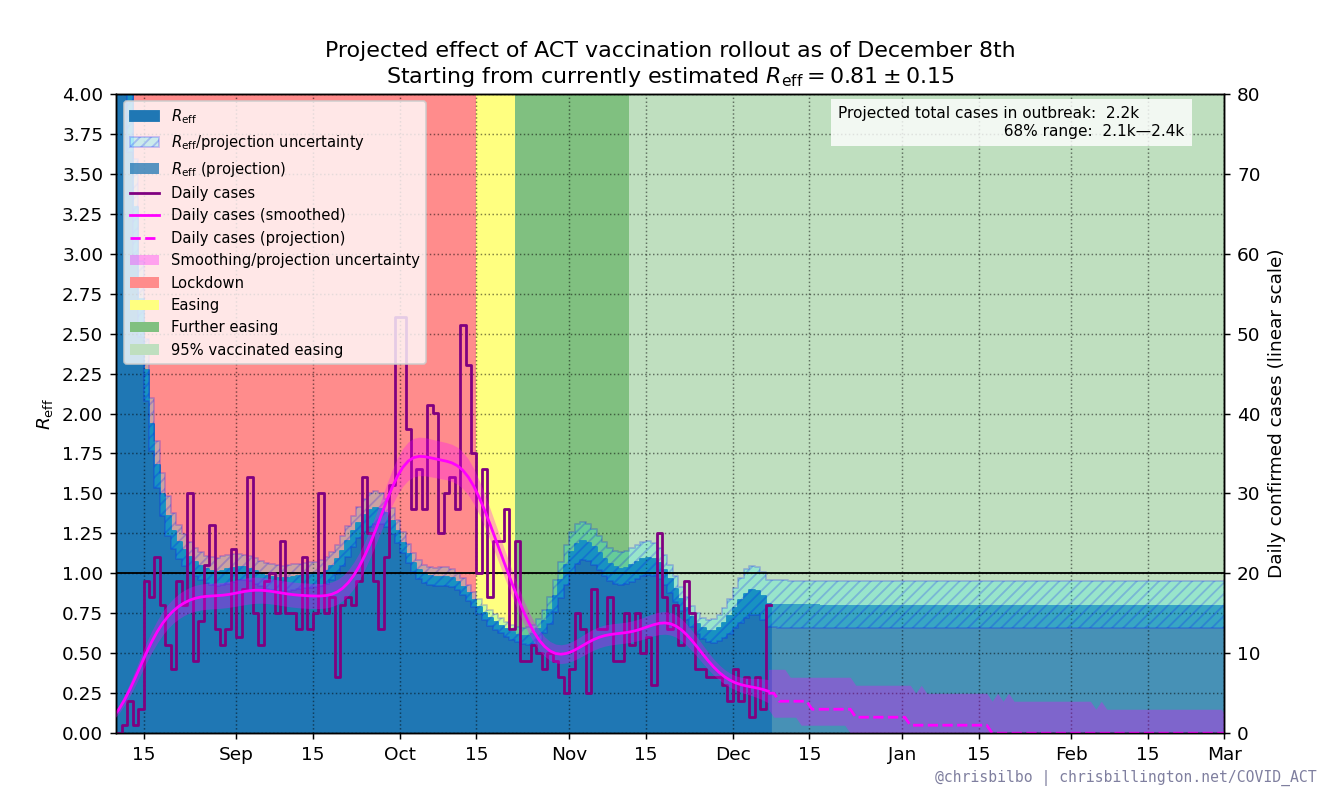 Projected effect of ACT vaccination rollout as of December 8th
Starting from currently estimated R_eff = 0.81 ± 0.15
R_eff
R_eff/projection uncertainty
R_eff (projection)
Daily cases
Daily cases (smoothed)
Daily cases (projection)
Smoothing/projection uncertainty
Lockdown
Easing
Further easing
95% vaccinated easing
Projected total cases in outbreak: 2.2k
68% range: 2.1k—2.4k
R_eff
4.00
3.75
3.50
3.25
3.00
2.75
2.50
2.25
2.00
1.75
1.50
1.25
1.00
0.75
0.50
0.25
0.00
80
70
60
50
40
30
20
10
0
Daily confirmed cases (linear scale)
15 Sep 15 Oct 15 Nov 15 Dec 15 Jan 15 Feb 15 Mar
@chrisbilbo | chrisbillington.net/COVID_ACT